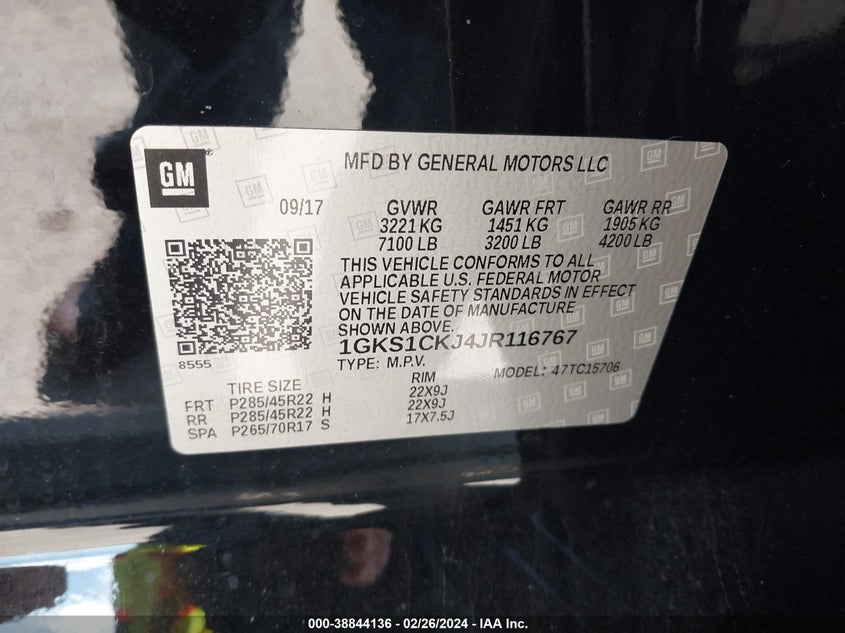 GM
MFD BY GENERAL MOTORS LLC
09/17 GVWR GAWR FRT GAWR RR
3221 KG 1451 KG 1905 KG
7100 LB 3200 LB 4200 LB
THIS VEHICLE CONFORMS TO ALL
APPLICABLE U.S. FEDERAL MOTOR
VEHICLE SAFETY STANDARDS IN EFFECT
ON THE DATE OF MANUFACTURE
SHOWN ABOVE.
1GKS1CKJ4JR116767
8555
TYPE: M.P.V. MODEL: 47TC15706
TIRE SIZE RIM
FRT P285/45R22 H 22X9J
RR P285/45R22 H 22X9J
SPA P265/70R17 S 17X7.5J
000-38844136 - 02/26/2024 - IAA Inc.